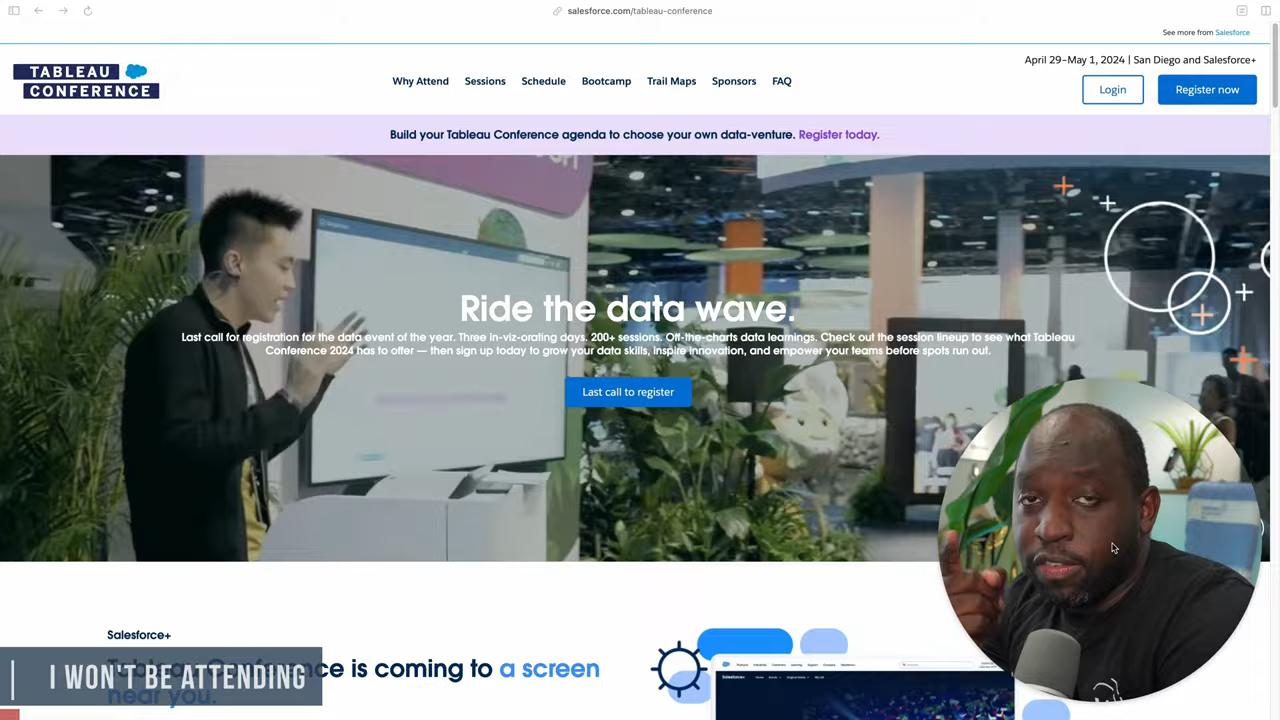 salesforce.com/tableau-conference
See more from Salesforce
TABLEAU
CONFERENCE
Why Attend
Sessions
Schedule
Bootcamp
Trail Maps
Sponsors
FAQ
April 29–May 1, 2024 | San Diego and Salesforce+
Login
Register now
Build your Tableau Conference agenda to choose your own data-venture. Register today.
Ride the data wave.
Last call for registration for the data event of the year. Three in-viz-orating days. 200+ sessions. Off-the-charts data learnings. Check out the session lineup to see what Tableau
Conference 2024 has to offer — then sign up today to grow your data skills, inspire innovation, and empower your teams before spots run out.
Last call to register
Salesforce+
Tableau Conference is coming to a screen
near you.
I WON'T BE ATTENDING